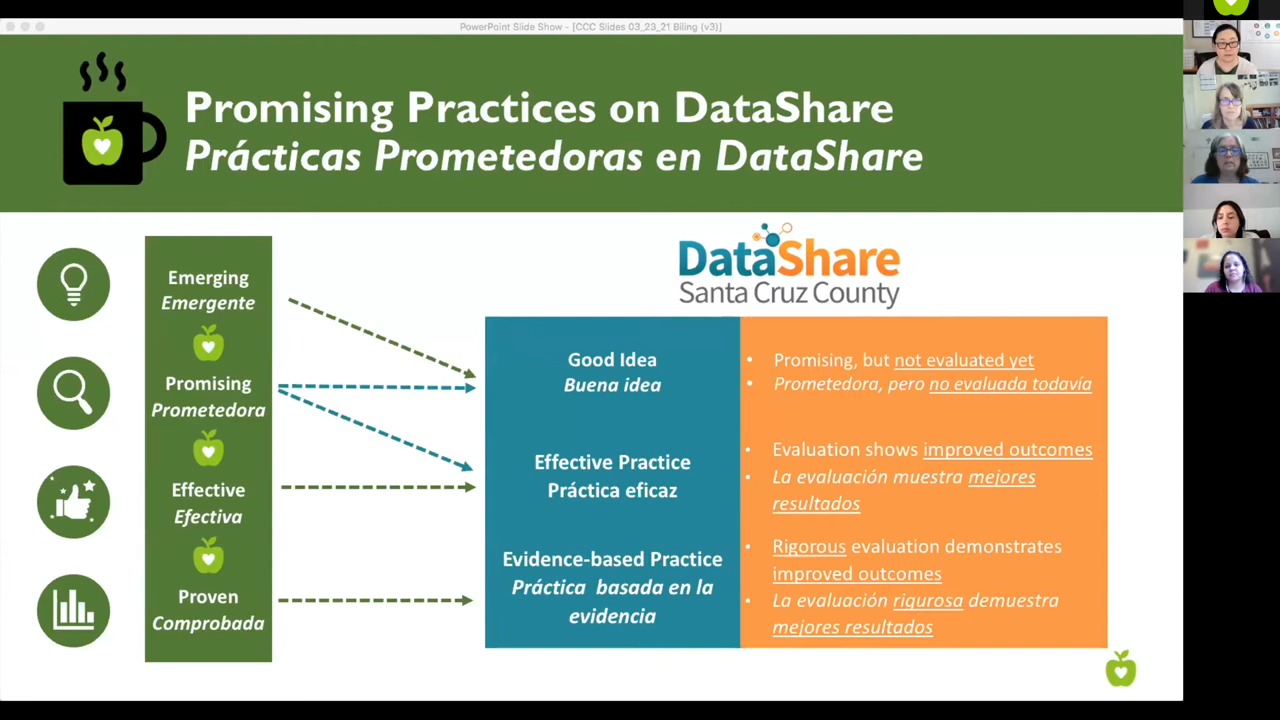 PowerPoint Slide Show - [CCC Slides 03_23_21 Biling (v3)]
Promising Practices on DataShare
Prácticas Prometedoras en DataShare
Emerging
Emergente
Promising
Prometedora
Effective
Efectiva
Proven
Comprobada
DataShare
Santa Cruz County
Good Idea
Buena idea
• Promising, but not evaluated yet
• Prometedora, pero no evaluada todavía
Effective Practice
Práctica eficaz
• Evaluation shows improved outcomes
• La evaluación muestra mejores
resultados
Evidence-based Practice
Práctica basada en la
evidencia
• Rigorous evaluation demonstrates
improved outcomes
• La evaluación rigurosa demuestra
mejores resultados